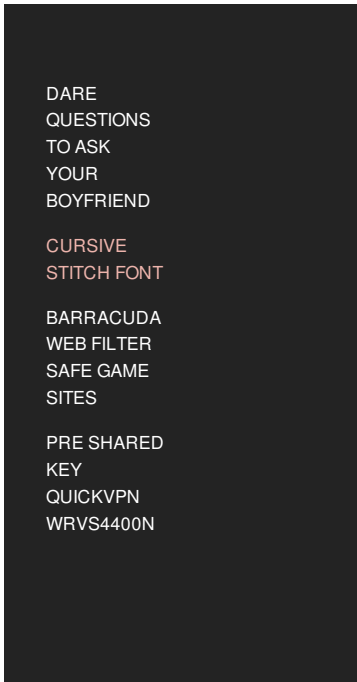 DARE
QUESTIONS
TO ASK
YOUR
BOYFRIEND
CURSIVE
STITCH FONT
BARRACUDA
WEB FILTER
SAFE GAME
SITES
PRE SHARED
KEY
QUICKVPN
WRVS4400N